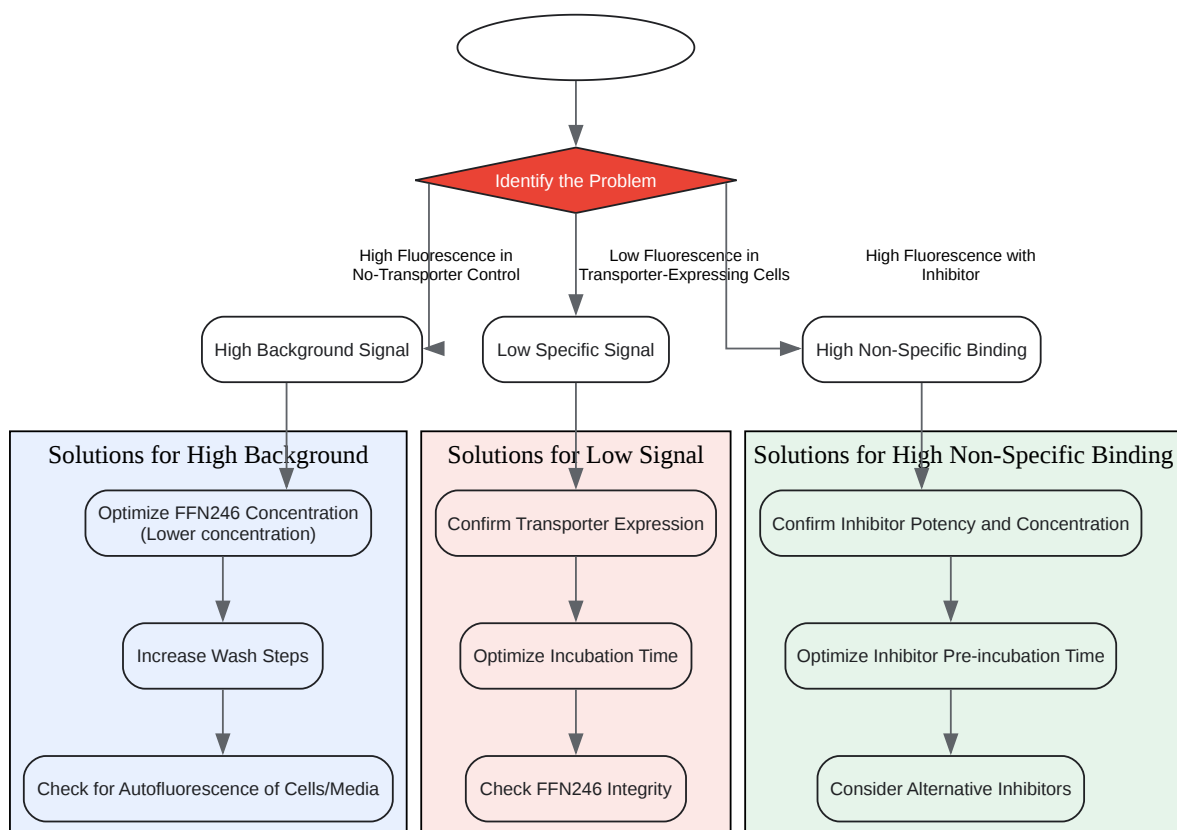 Identify the Problem
High Fluorescence in
No-Transporter Control
Low Fluorescence in
Transporter-Expressing Cells
High Fluorescence with
Inhibitor
High Background Signal
Low Specific Signal
High Non-Specific Binding
Solutions for High Background
Optimize FFN246 Concentration
(Lower concentration)
Increase Wash Steps
Check for Autofluorescence of Cells/Media
Solutions for Low Signal
Confirm Transporter Expression
Optimize Incubation Time
Check FFN246 Integrity
Solutions for High Non-Specific Binding
Confirm Inhibitor Potency and Concentration
Optimize Inhibitor Pre-incubation Time
Consider Alternative Inhibitors